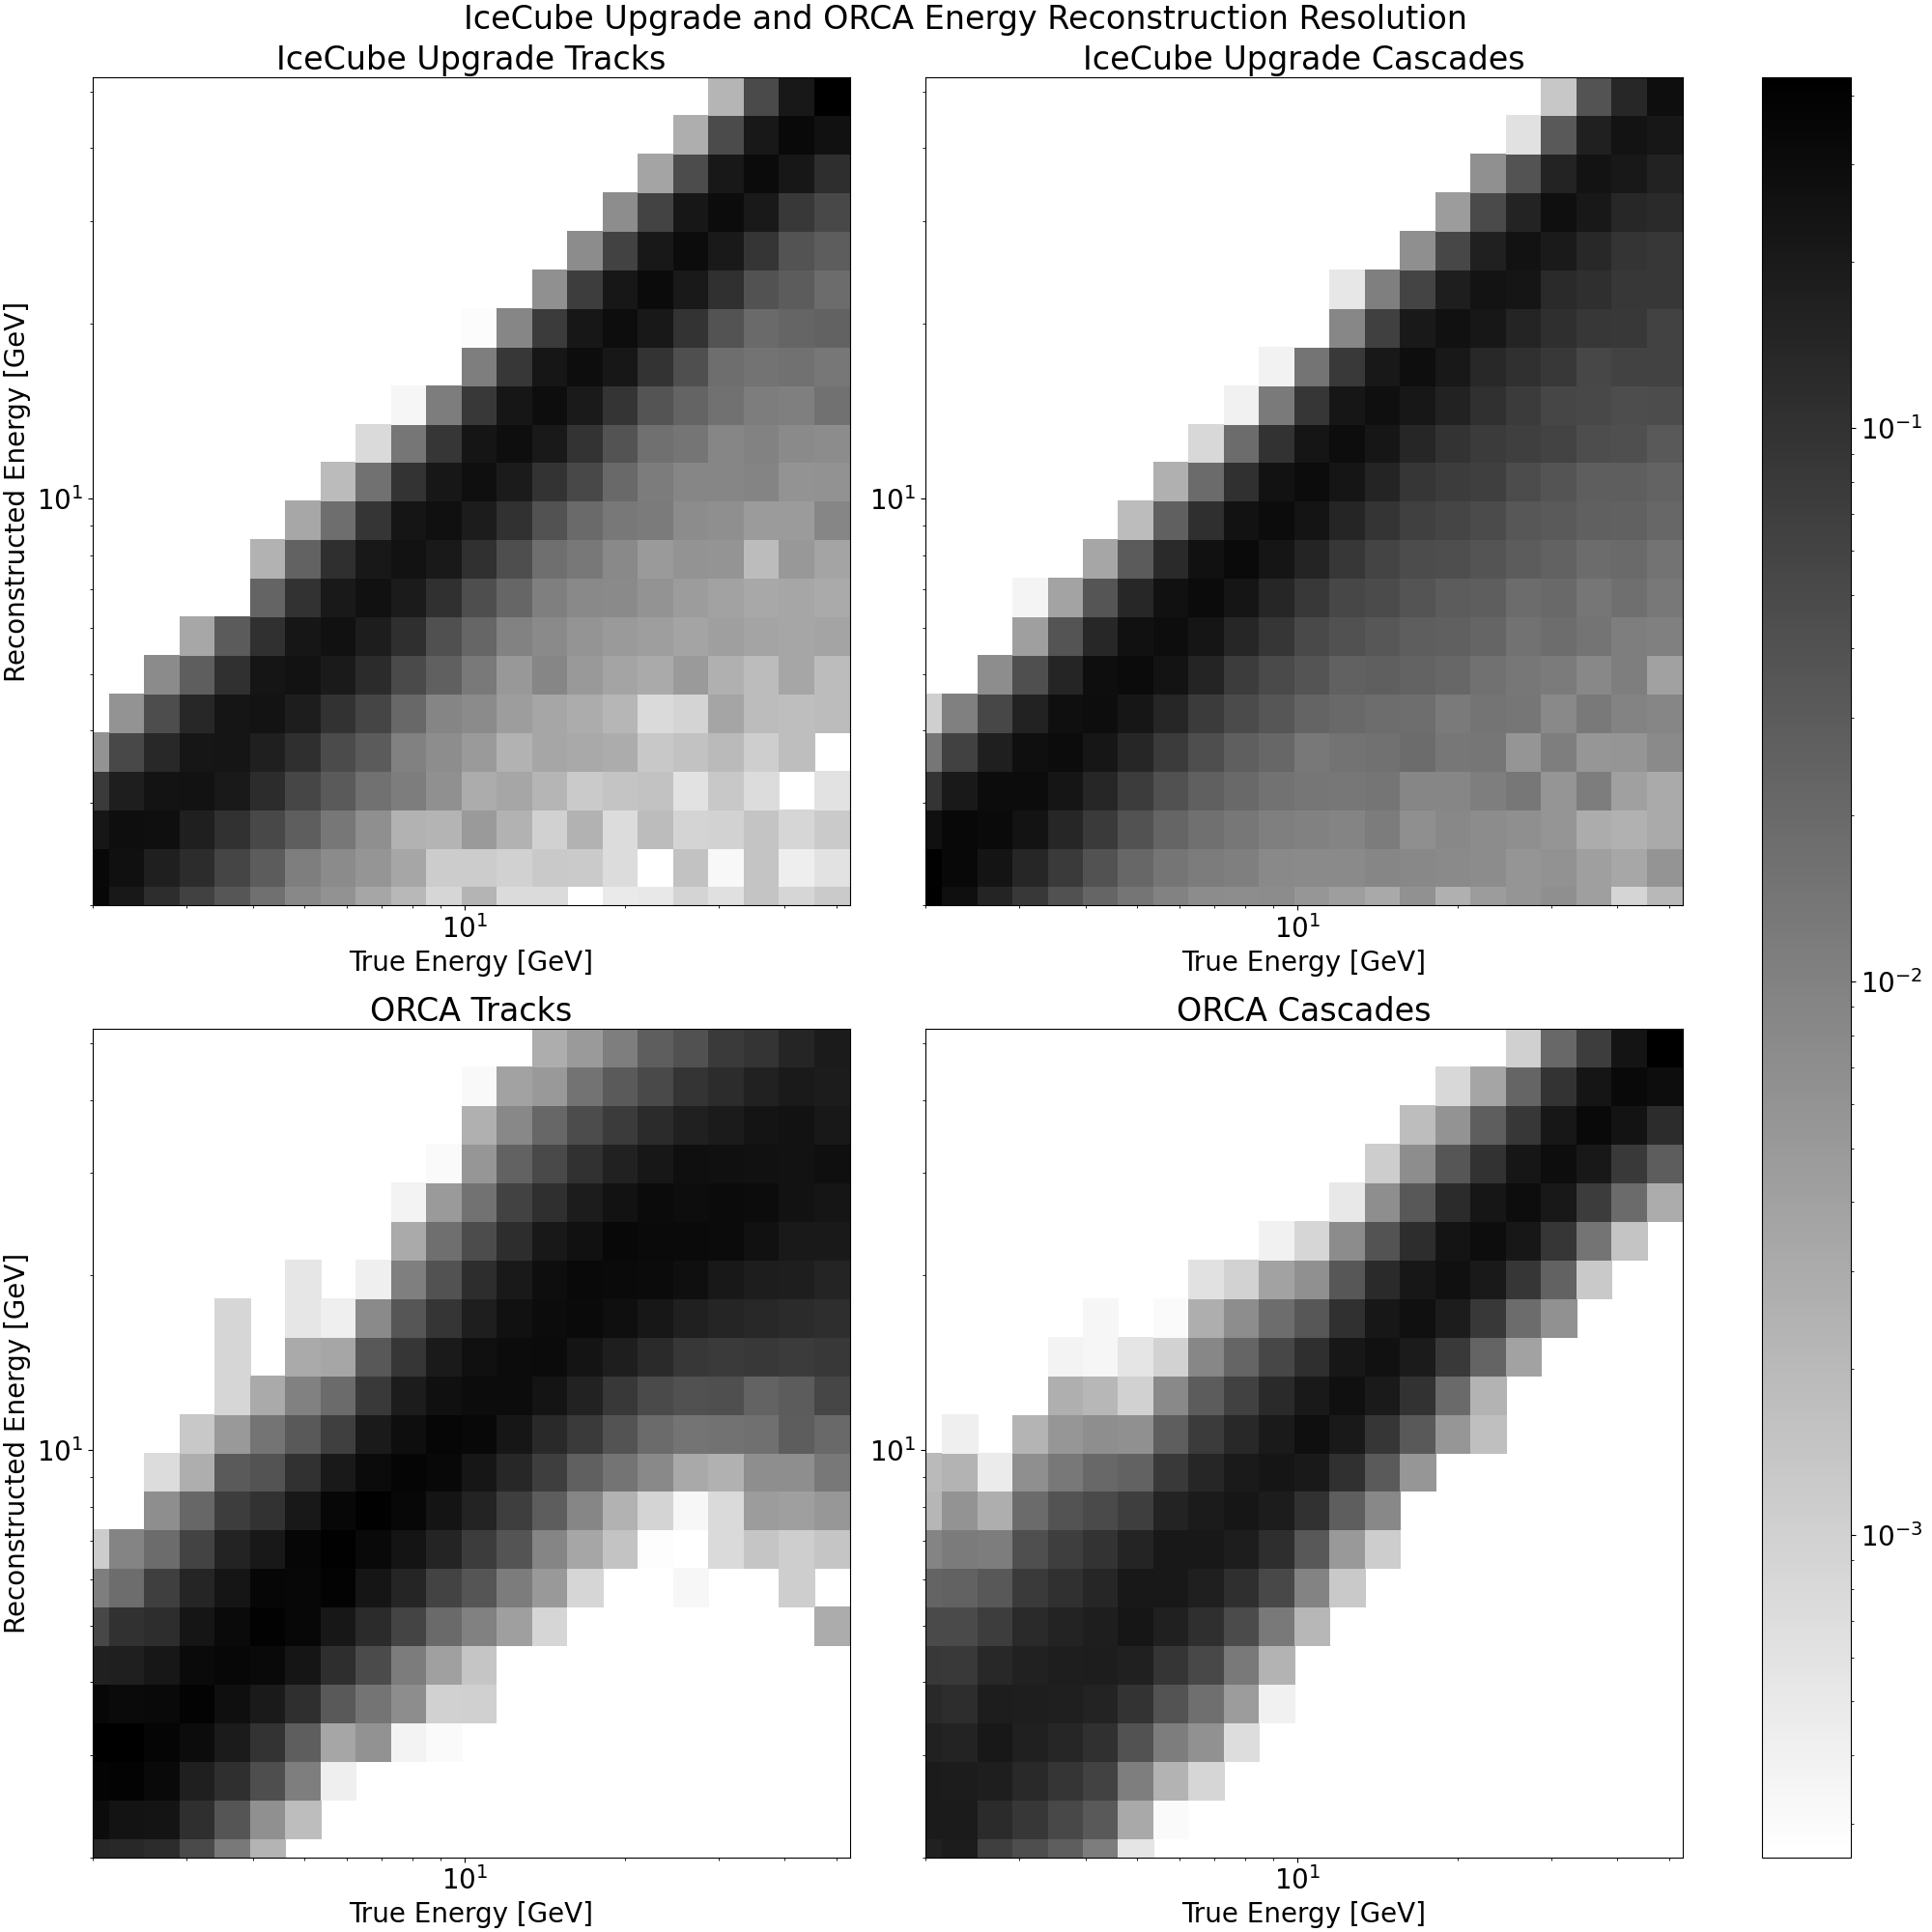 IceCube Upgrade and ORCA Energy Reconstruction Resolution
IceCube Upgrade Tracks
IceCube Upgrade Cascades
Reconstructed Energy [GeV]
10¹
10¹
10⁻¹
10¹
10¹
True Energy [GeV]
True Energy [GeV]
10⁻²
ORCA Tracks
ORCA Cascades
Reconstructed Energy [GeV]
10¹
10¹
10⁻³
10¹
10¹
True Energy [GeV]
True Energy [GeV]